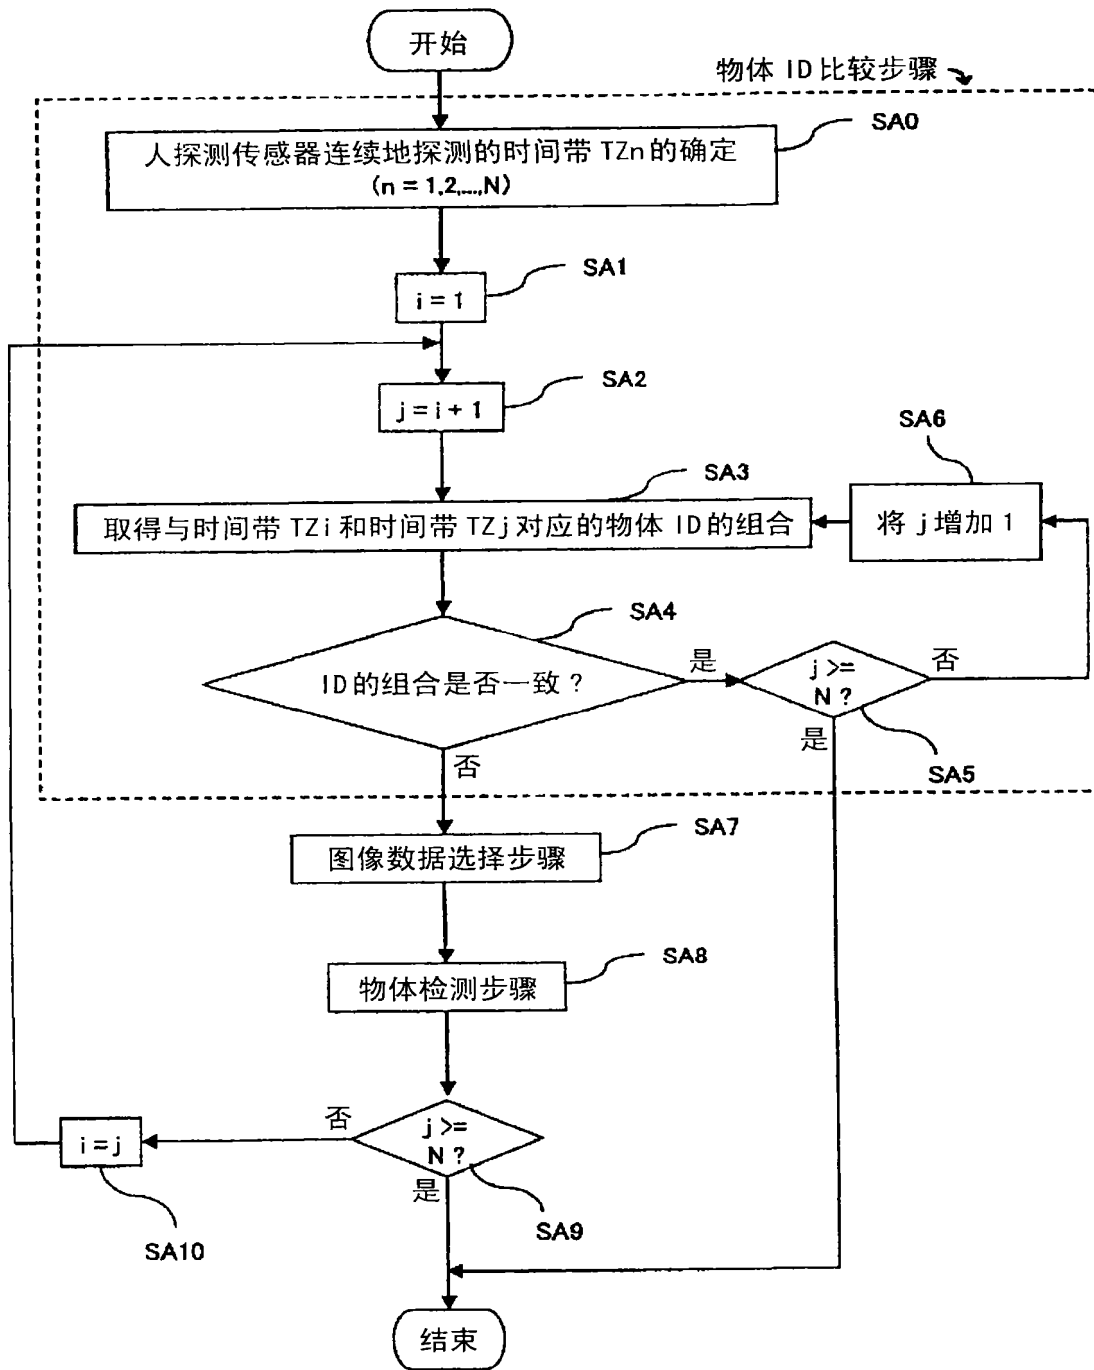 开始
物体 ID 比较步骤
SA0
人探测传感器连续地探测的时间带 TZn 的确定
(n = 1,2,...,N)
SA1
i = 1
SA2
j = i + 1
SA6
SA3
取得与时间带 TZi 和时间带 TZj 对应的物体 ID 的组合
将 j 增加 1
SA4
ID 的组合是否一致？
是
j >=
N ?
否
是
SA5
否
SA7
图像数据选择步骤
SA8
物体检测步骤
否
j >=
N ?
i = j
是
SA9
SA10
结束